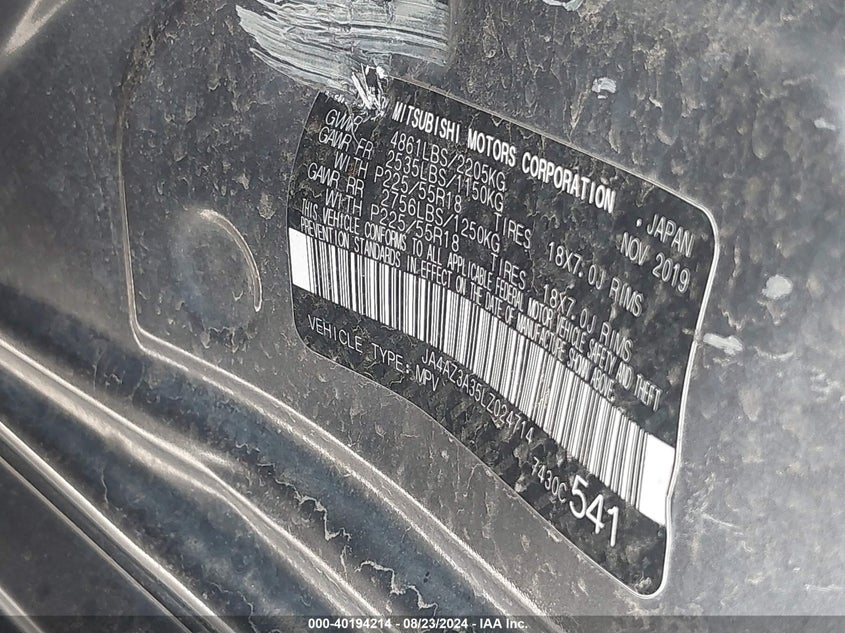 MITSUBISHI MOTORS CORPORATION , JAPAN
GVWR 4861LBS/2205KG NOV 2019
GAWR FR 2535LBS/1150KG
WITH P225/55R18 TIRES 18X7.0J RIMS
GAWR RR 2756LBS/1250KG
WITH P225/55R18 TIRES 18X7.0J RIMS
THIS VEHICLE CONFORMS TO ALL APPLICABLE FEDERAL MOTOR VEHICLE SAFETY AND THEFT
PREVENTION STANDARDS IN EFFECT ON THE DATE OF MANUFACTURE SHOWN ABOVE.
JA4AZ3A35LZ024714 7430C
VEHICLE TYPE: MPV 541
000-40194214 - 08/23/2024 - IAA Inc.